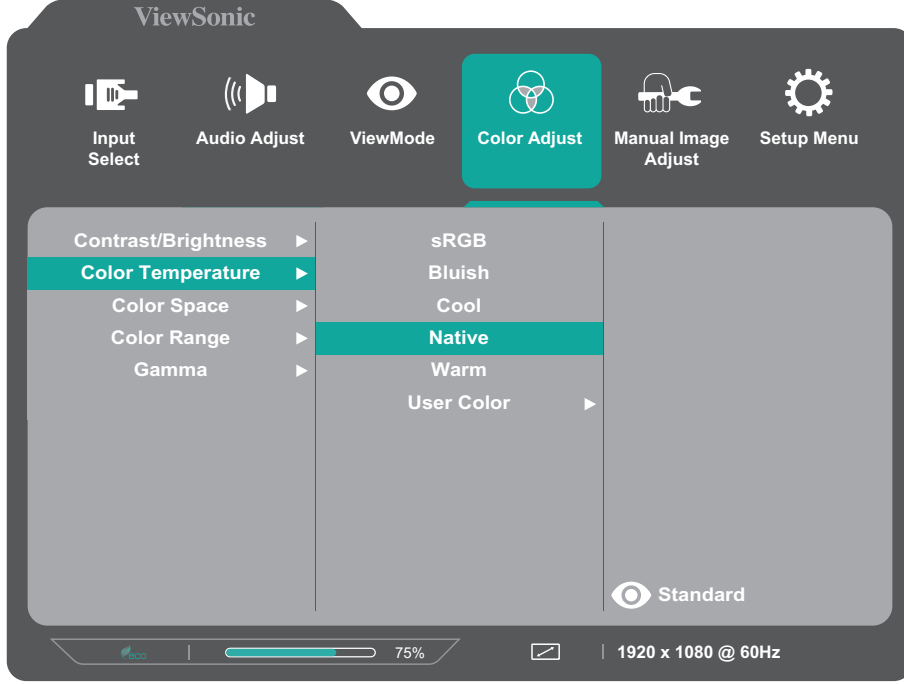 ViewSonic
Input
Select
Audio Adjust
ViewMode
Color Adjust
Manual Image
Adjust
Setup Menu
Contrast/Brightness
Color Temperature
Color Space
Color Range
Gamma
sRGB
Bluish
Cool
Native
Warm
User Color
Standard
eco
75%
1920 x 1080 @ 60Hz